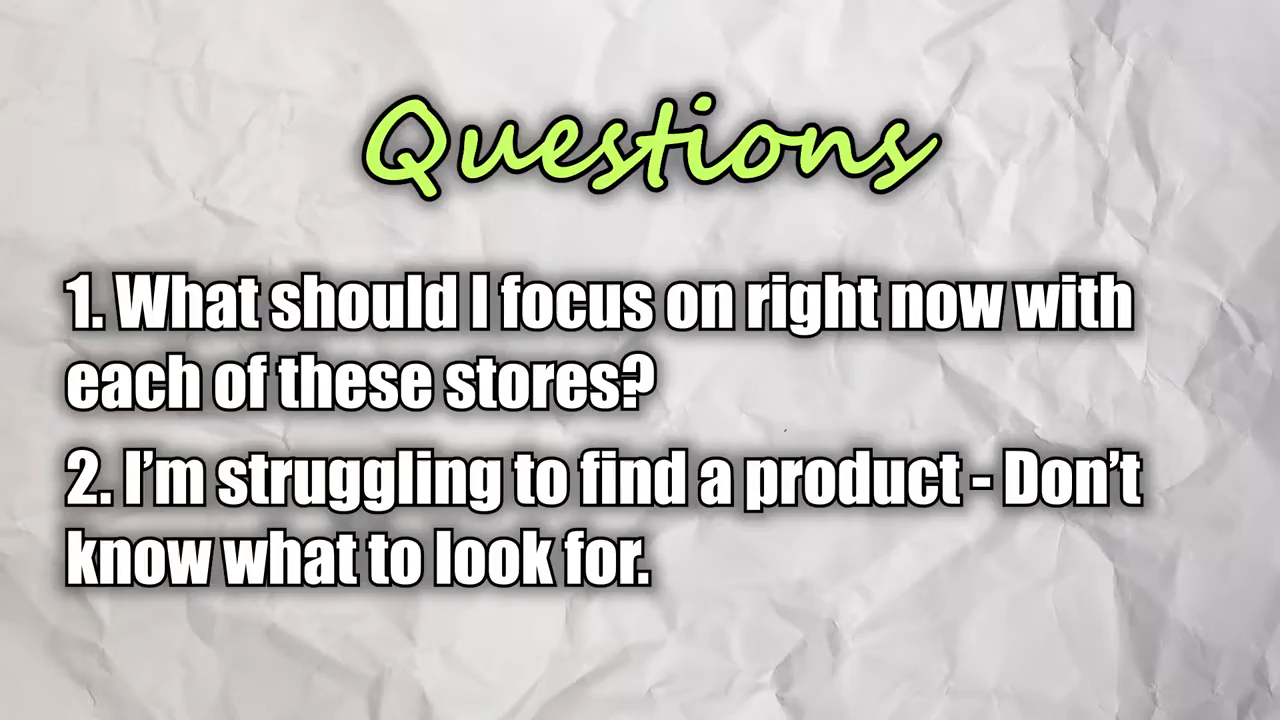 Questions
1. What should I focus on right now with
each of these stores?
2. I'm struggling to find a product - Don't
know what to look for.